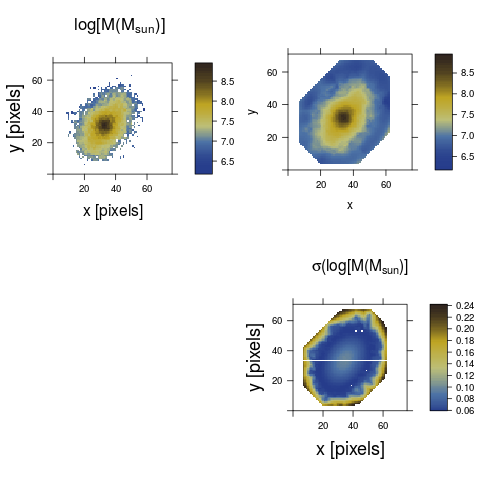 log[M(Msun)]
60
40
20
20 40 60
y [pixels]
x [pixels]
8.5
8.0
7.5
7.0
6.5
60
40
20
20 40 60
y
x
8.5
8.0
7.5
7.0
6.5
σ(log[M(Msun)]
60
40
20
20 40 60
y [pixels]
x [pixels]
0.24
0.22
0.20
0.18
0.16
0.14
0.12
0.10
0.08
0.06